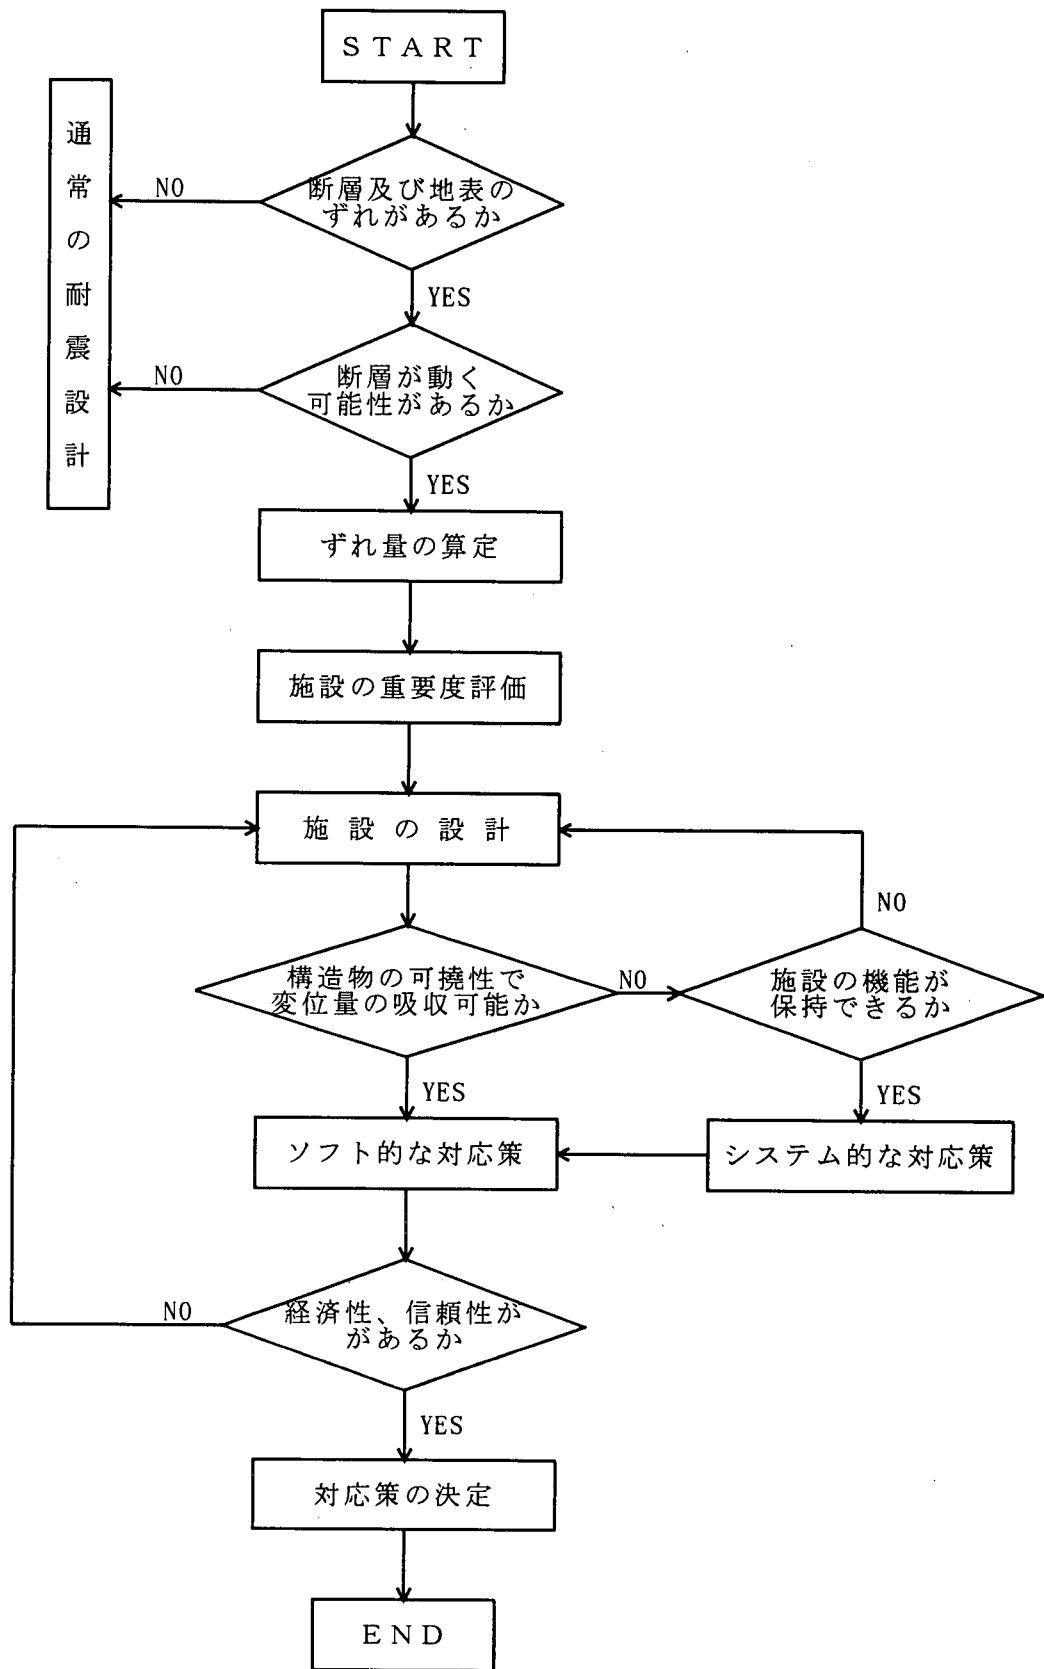 START
通常の耐震設計
NO
断層及び地表の
ずれがあるか
YES
NO
断層が動く
可能性があるか
YES
ずれ量の算定
施設の重要度評価
施設の設計
NO
構造物の可撓性で
変位量の吸収可能か
NO
施設の機能が
保持できるか
YES
YES
ソフト的な対応策
システム的な対応策
NO
経済性、信頼性が
があるか
YES
対応策の決定
END